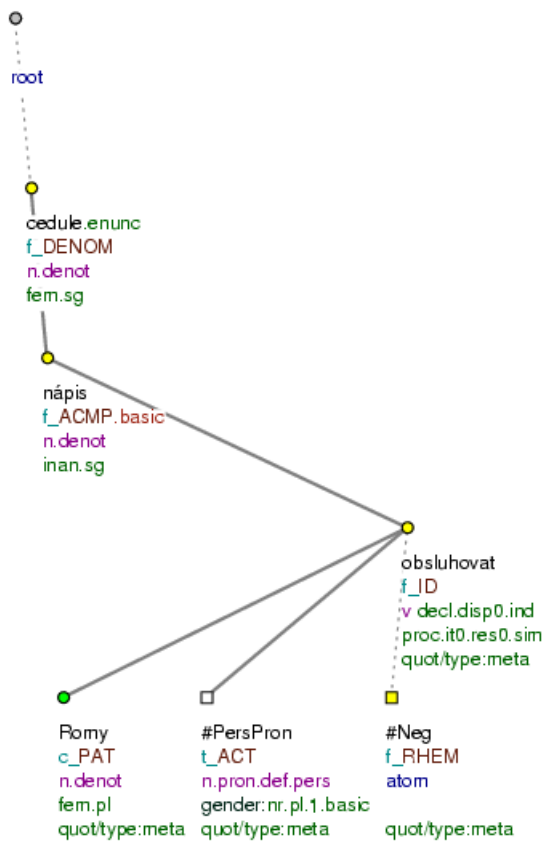 root
cedule.enunc
f_DENOM
n.denot
fem.sg
nápis
f_ACMP.basic
n.denot
inan.sg
obsluhovat
f_ID
v decl.disp0.ind
proc.it0.res0.sim
quot/type:meta
Romy
c_PAT
n.denot
fem.pl
quot/type:meta
#PersPron
t_ACT
n.pron.def.pers
gender:nr.pl.1.basic
quot/type:meta
#Neg
f_RHEM
atom
quot/type:meta